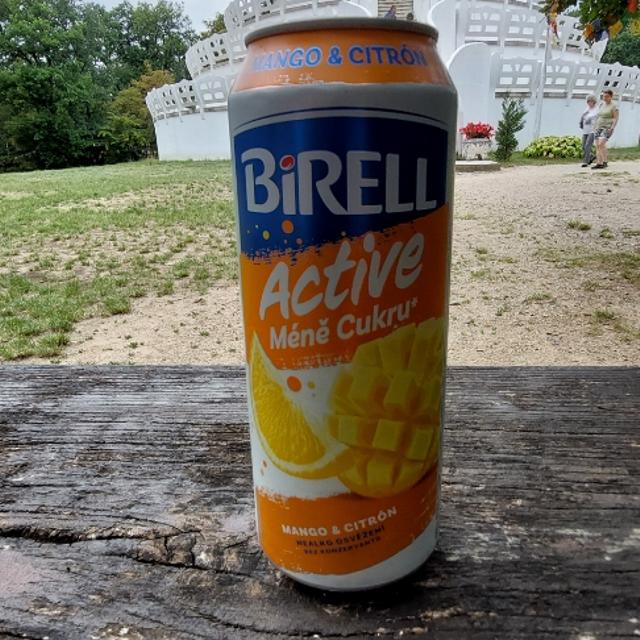 MANGO & CITRÓN
BIRELL
Active
Méně Cukru*
MANGO & CITRÓN
NEALKO OSVĚŽENÍ
BEZ KONZERVANTŮ